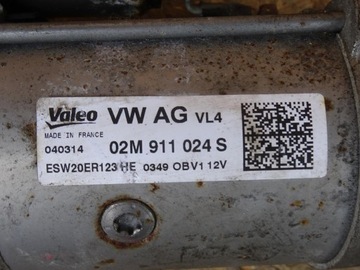 Valeo VW AG VL4
MADE IN FRANCE
040314 02M 911 024 S
ESW20ER123 HE 0349 OBV1 12V